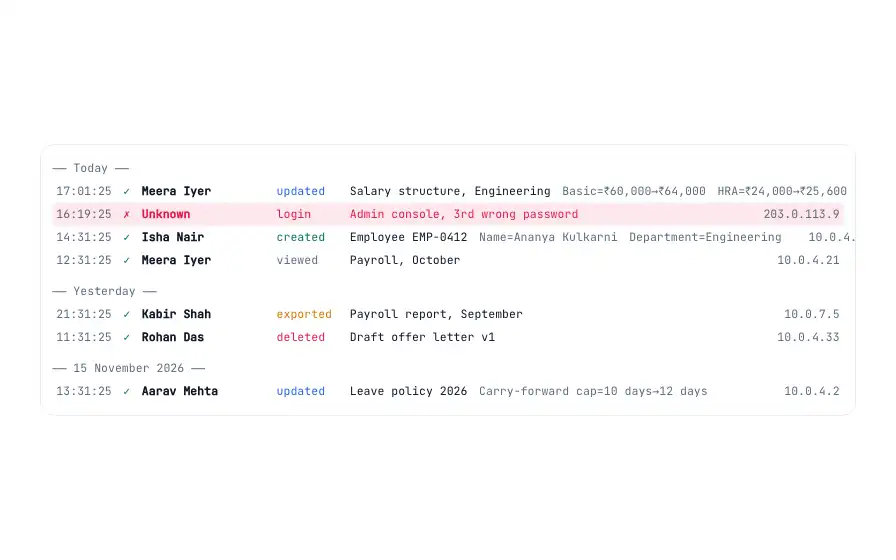 ── Today ──
17:01:25 ✓ Meera Iyer updated Salary structure, Engineering Basic=₹60,000→₹64,000 HRA=₹24,000→₹25,600
16:19:25 ✗ Unknown login Admin console, 3rd wrong password 203.0.113.9
14:31:25 ✓ Isha Nair created Employee EMP-0412 Name=Ananya Kulkarni Department=Engineering 10.0.4.
12:31:25 ✓ Meera Iyer viewed Payroll, October 10.0.4.21
── Yesterday ──
21:31:25 ✓ Kabir Shah exported Payroll report, September 10.0.7.5
11:31:25 ✓ Rohan Das deleted Draft offer letter v1 10.0.4.33
── 15 November 2026 ──
13:31:25 ✓ Aarav Mehta updated Leave policy 2026 Carry-forward cap=10 days→12 days 10.0.4.2